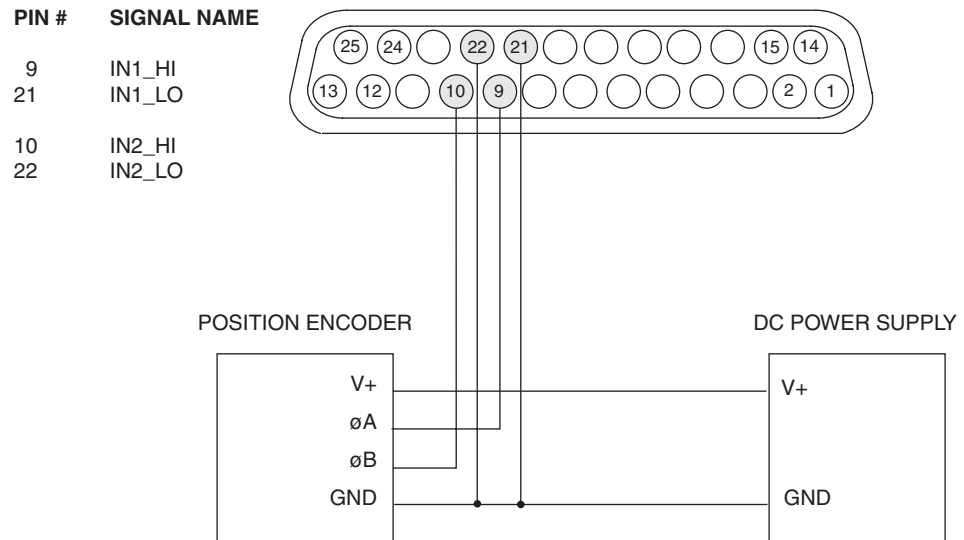 PIN # SIGNAL NAME
9 IN1_HI
21 IN1_LO
10 IN2_HI
22 IN2_LO
25 24 22 21 15 14
13 12 10 9 2 1
POSITION ENCODER
V+
øA
øB
GND
DC POWER SUPPLY
V+
GND